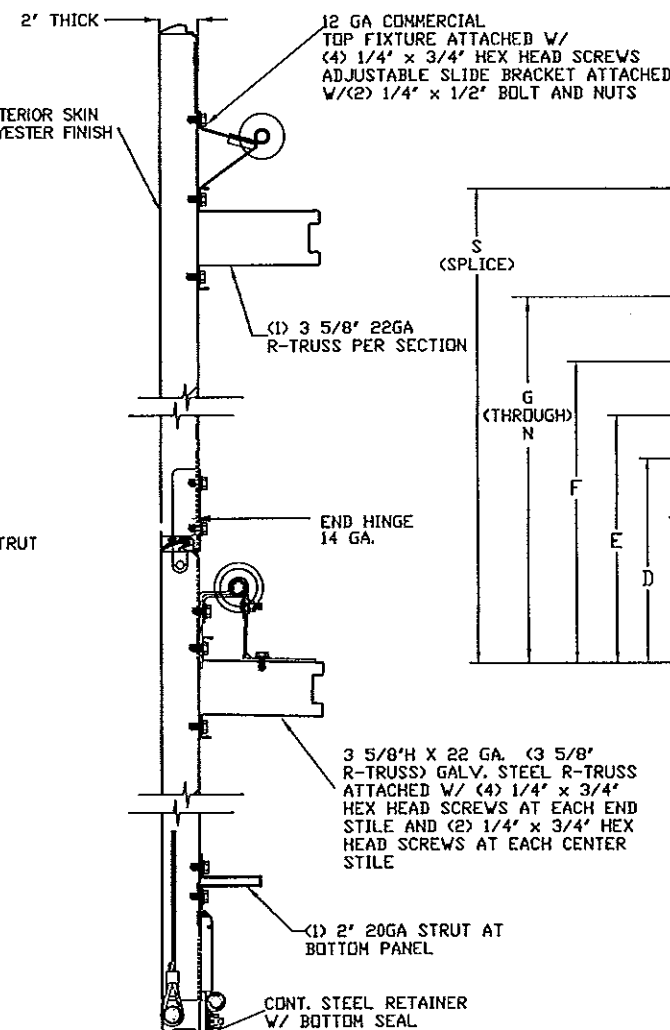 2" THICK
12 GA COMMERCIAL
TOP FIXTURE ATTACHED W/
(4) 1/4" x 3/4" HEX HEAD SCREWS
ADJUSTABLE SLIDE BRACKET ATTACHED
W/(2) 1/4" x 1/2" BOLT AND NUTS
TERIOR SKIN
YESTER FINISH
S
(SPLICE)
(1) 3 5/8" 22GA
R-TRUSS PER SECTION
G
(THROUGH)
N
F
E
D
END HINGE
14 GA.
TRUT
3 5/8"H X 22 GA. (3 5/8"
R-TRUSS) GALV. STEEL R-TRUSS
ATTACHED W/ (4) 1/4" x 3/4"
HEX HEAD SCREWS AT EACH END
STILE AND (2) 1/4" x 3/4" HEX
HEAD SCREWS AT EACH CENTER
STILE
(1) 2" 20GA STRUT AT
BOTTOM PANEL
CONT. STEEL RETAINER
W/ BOTTOM SEAL